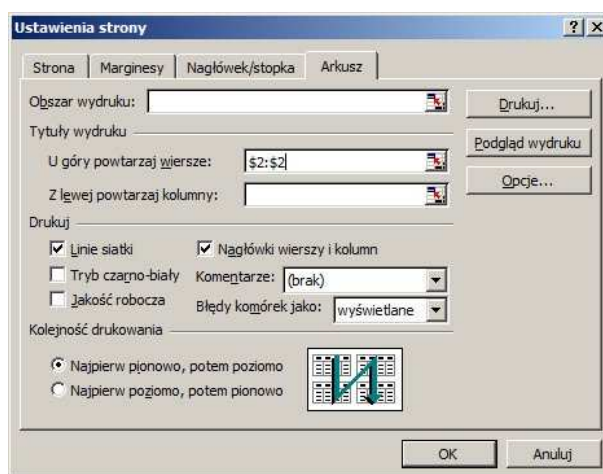 Ustawienia strony
Strona Marginesy Nagłówek/stopka Arkusz
Obszar wydruku: Drukuj...
Tytuły wydruku
Podgląd wydruku
U góry powtarzaj wiersze: $2:$2
Z lewej powtarzaj kolumny: Opcje...
Drukuj
Linie siatki Nagłówki wierszy i kolumn
Tryb czarno-biały Komentarze: (brak)
Jakość robocza Błędy komórek jako: wyświetlane
Kolejność drukowania
Najpierw pionowo, potem poziomo
Najpierw poziomo, potem pionowo
OK Anuluj